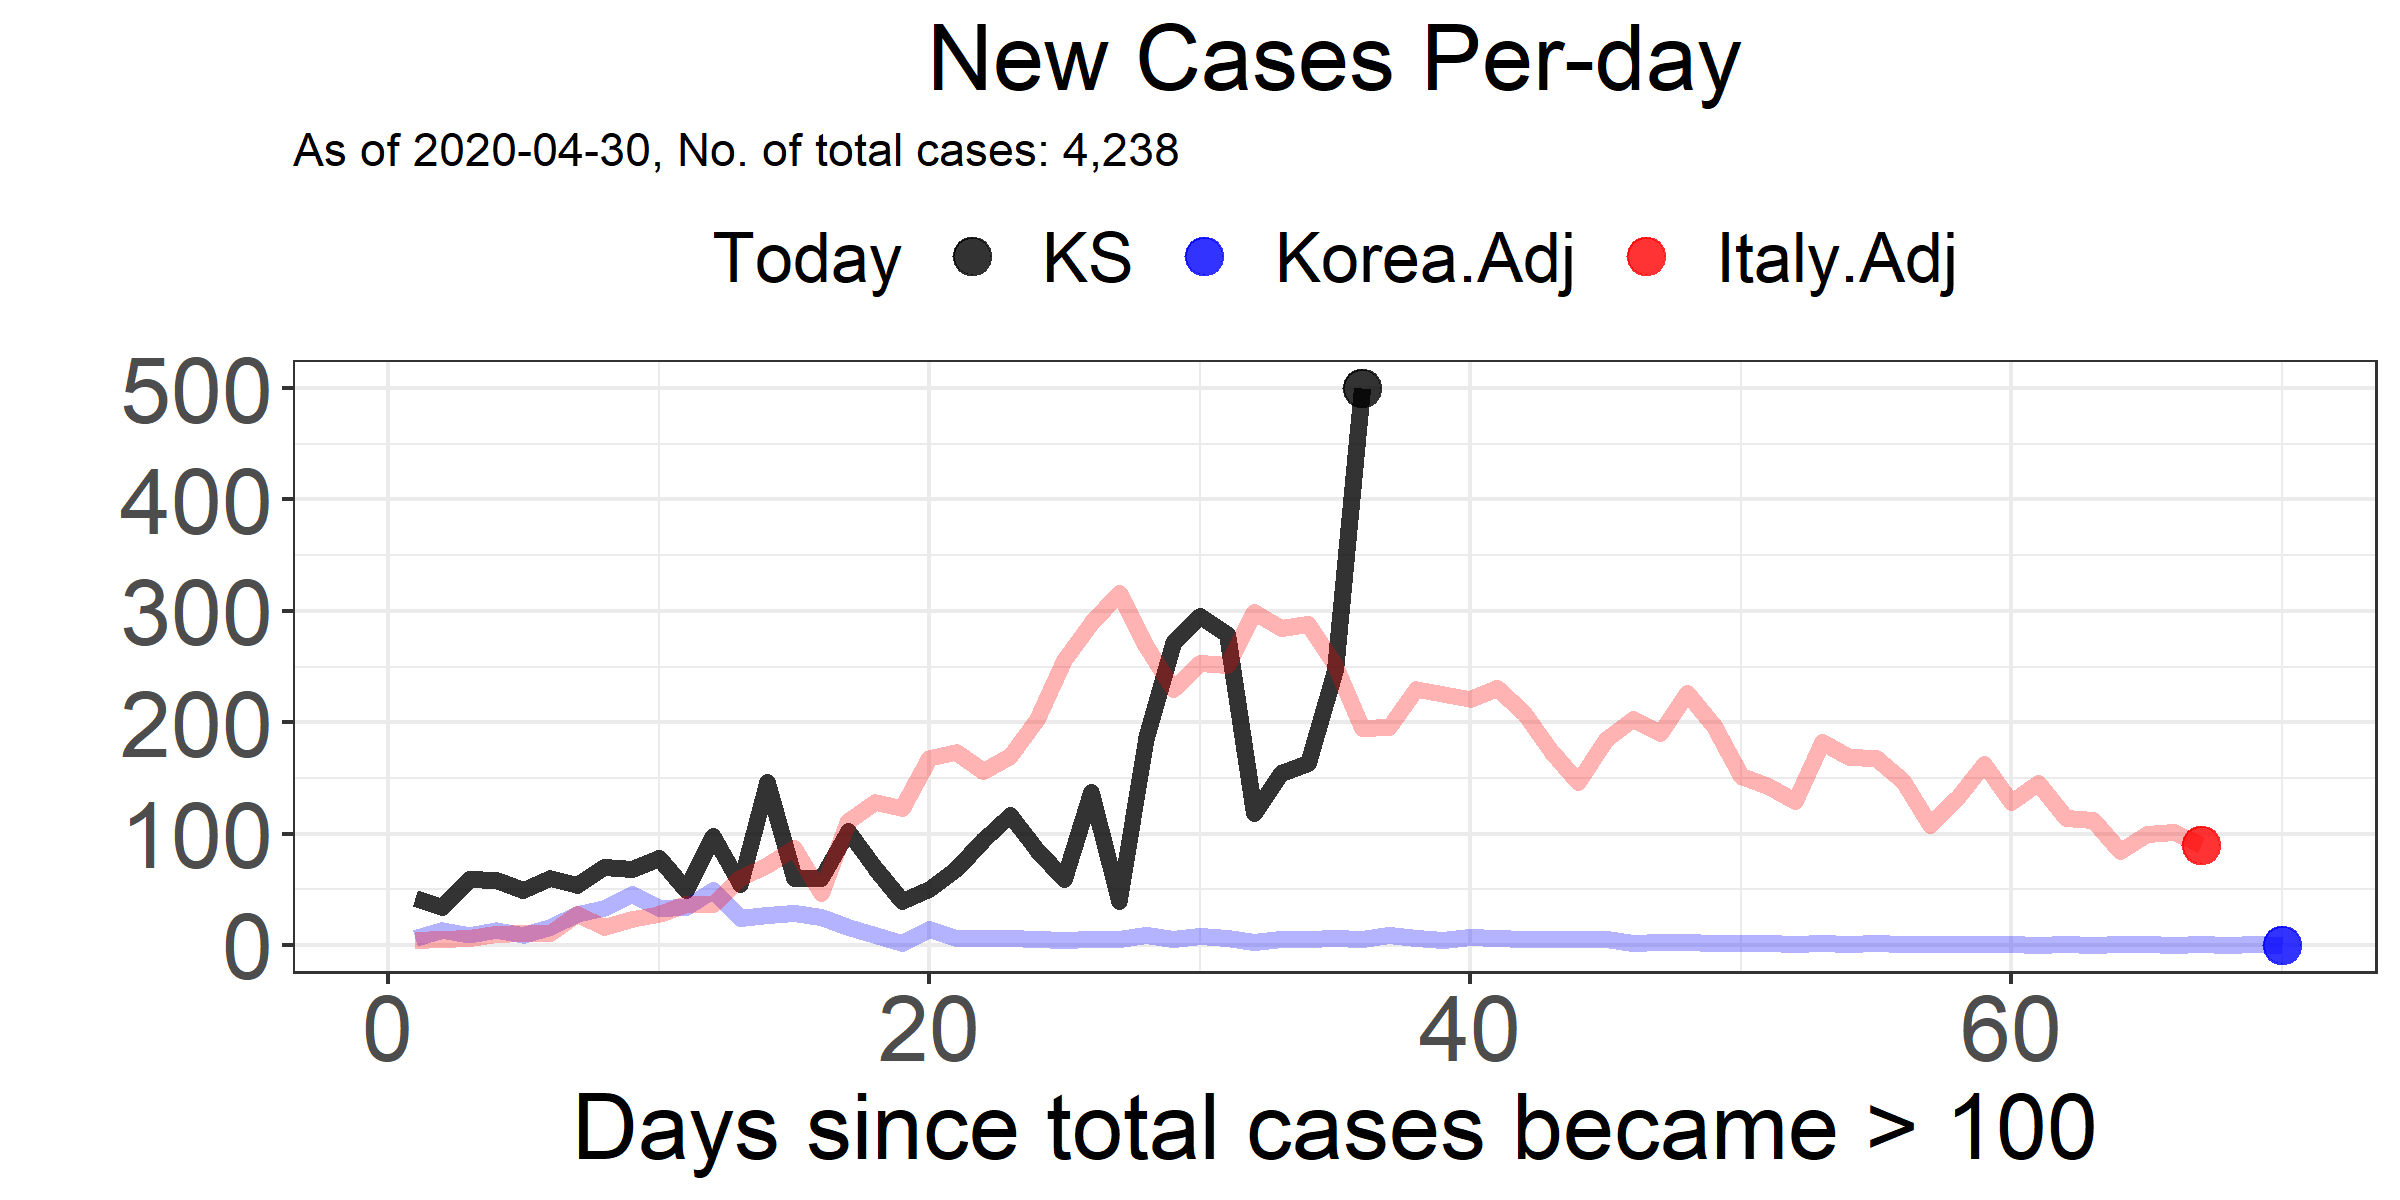 New Cases Per-day
As of 2020-04-30, No. of total cases: 4,238
Today KS Korea.Adj Italy.Adj
500
400
300
200
100
0
0 20 40 60
Days since total cases became > 100